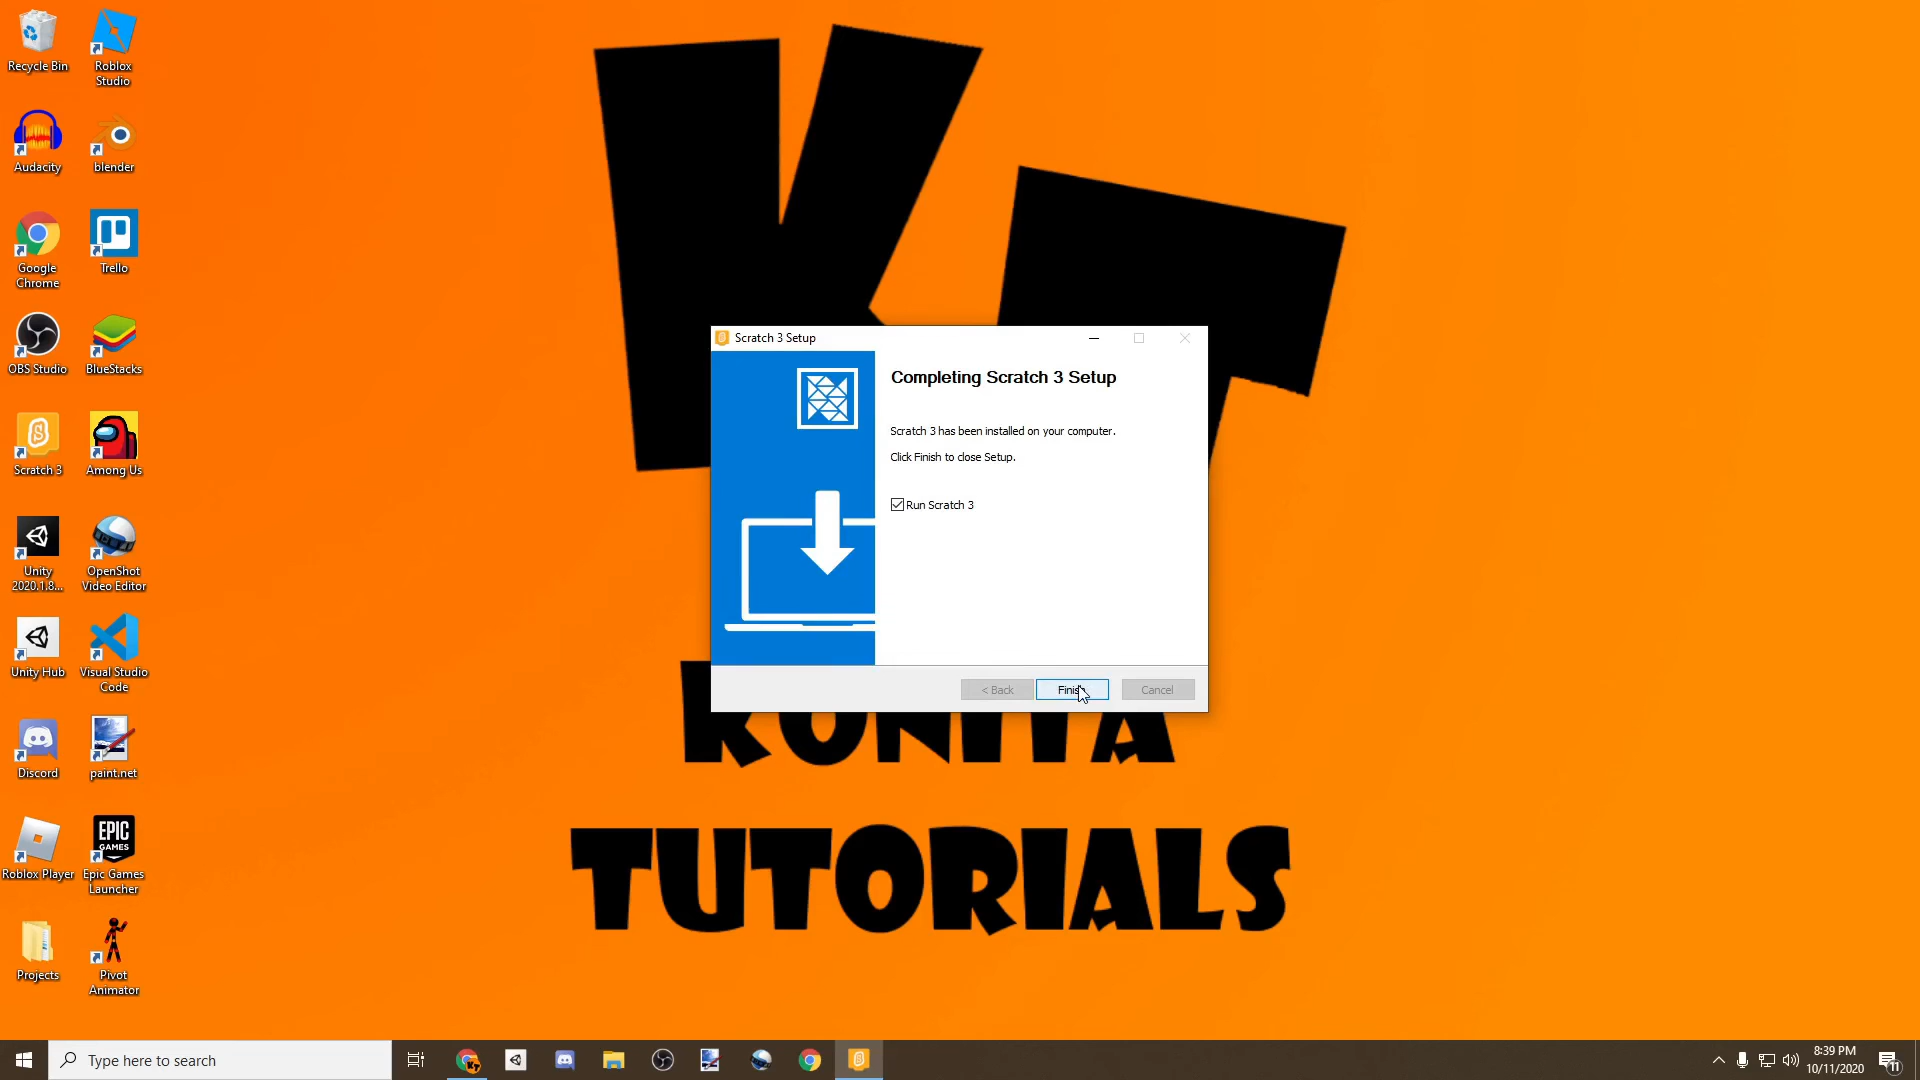 Recycle Bin
Roblox
Studio
Audacity
blender
Google
Chrome
Trello
OBS Studio
BlueStacks
Scratch 3
Among Us
Unity
2020.1.8...
OpenShot
Video Editor
Unity Hub
Visual Studio
Code
Discord
paint.net
Roblox Player
EPIC
GAMES
Epic Games
Launcher
Projects
Pivot
Animator
KT
Scratch 3 Setup
Completing Scratch 3 Setup
Scratch 3 has been installed on your computer.
Click Finish to close Setup.
Run Scratch 3
< Back
Finish
Cancel
KONITA
TUTORIALS
Type here to search
8:39 PM
10/11/2020
11